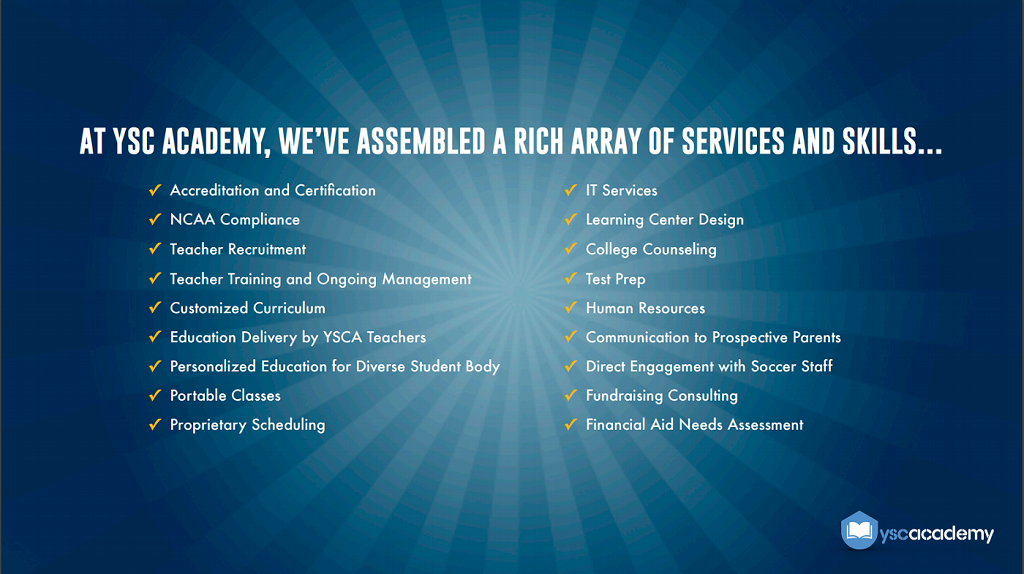 AT YSC ACADEMY, WE'VE ASSEMBLED A RICH ARRAY OF SERVICES AND SKILLS...
Accreditation and Certification
NCAA Compliance
Teacher Recruitment
Teacher Training and Ongoing Management
Customized Curriculum
Education Delivery by YSCA Teachers
Personalized Education for Diverse Student Body
Portable Classes
Proprietary Scheduling
IT Services
Learning Center Design
College Counseling
Test Prep
Human Resources
Communication to Prospective Parents
Direct Engagement with Soccer Staff
Fundraising Consulting
Financial Aid Needs Assessment
yscacademy